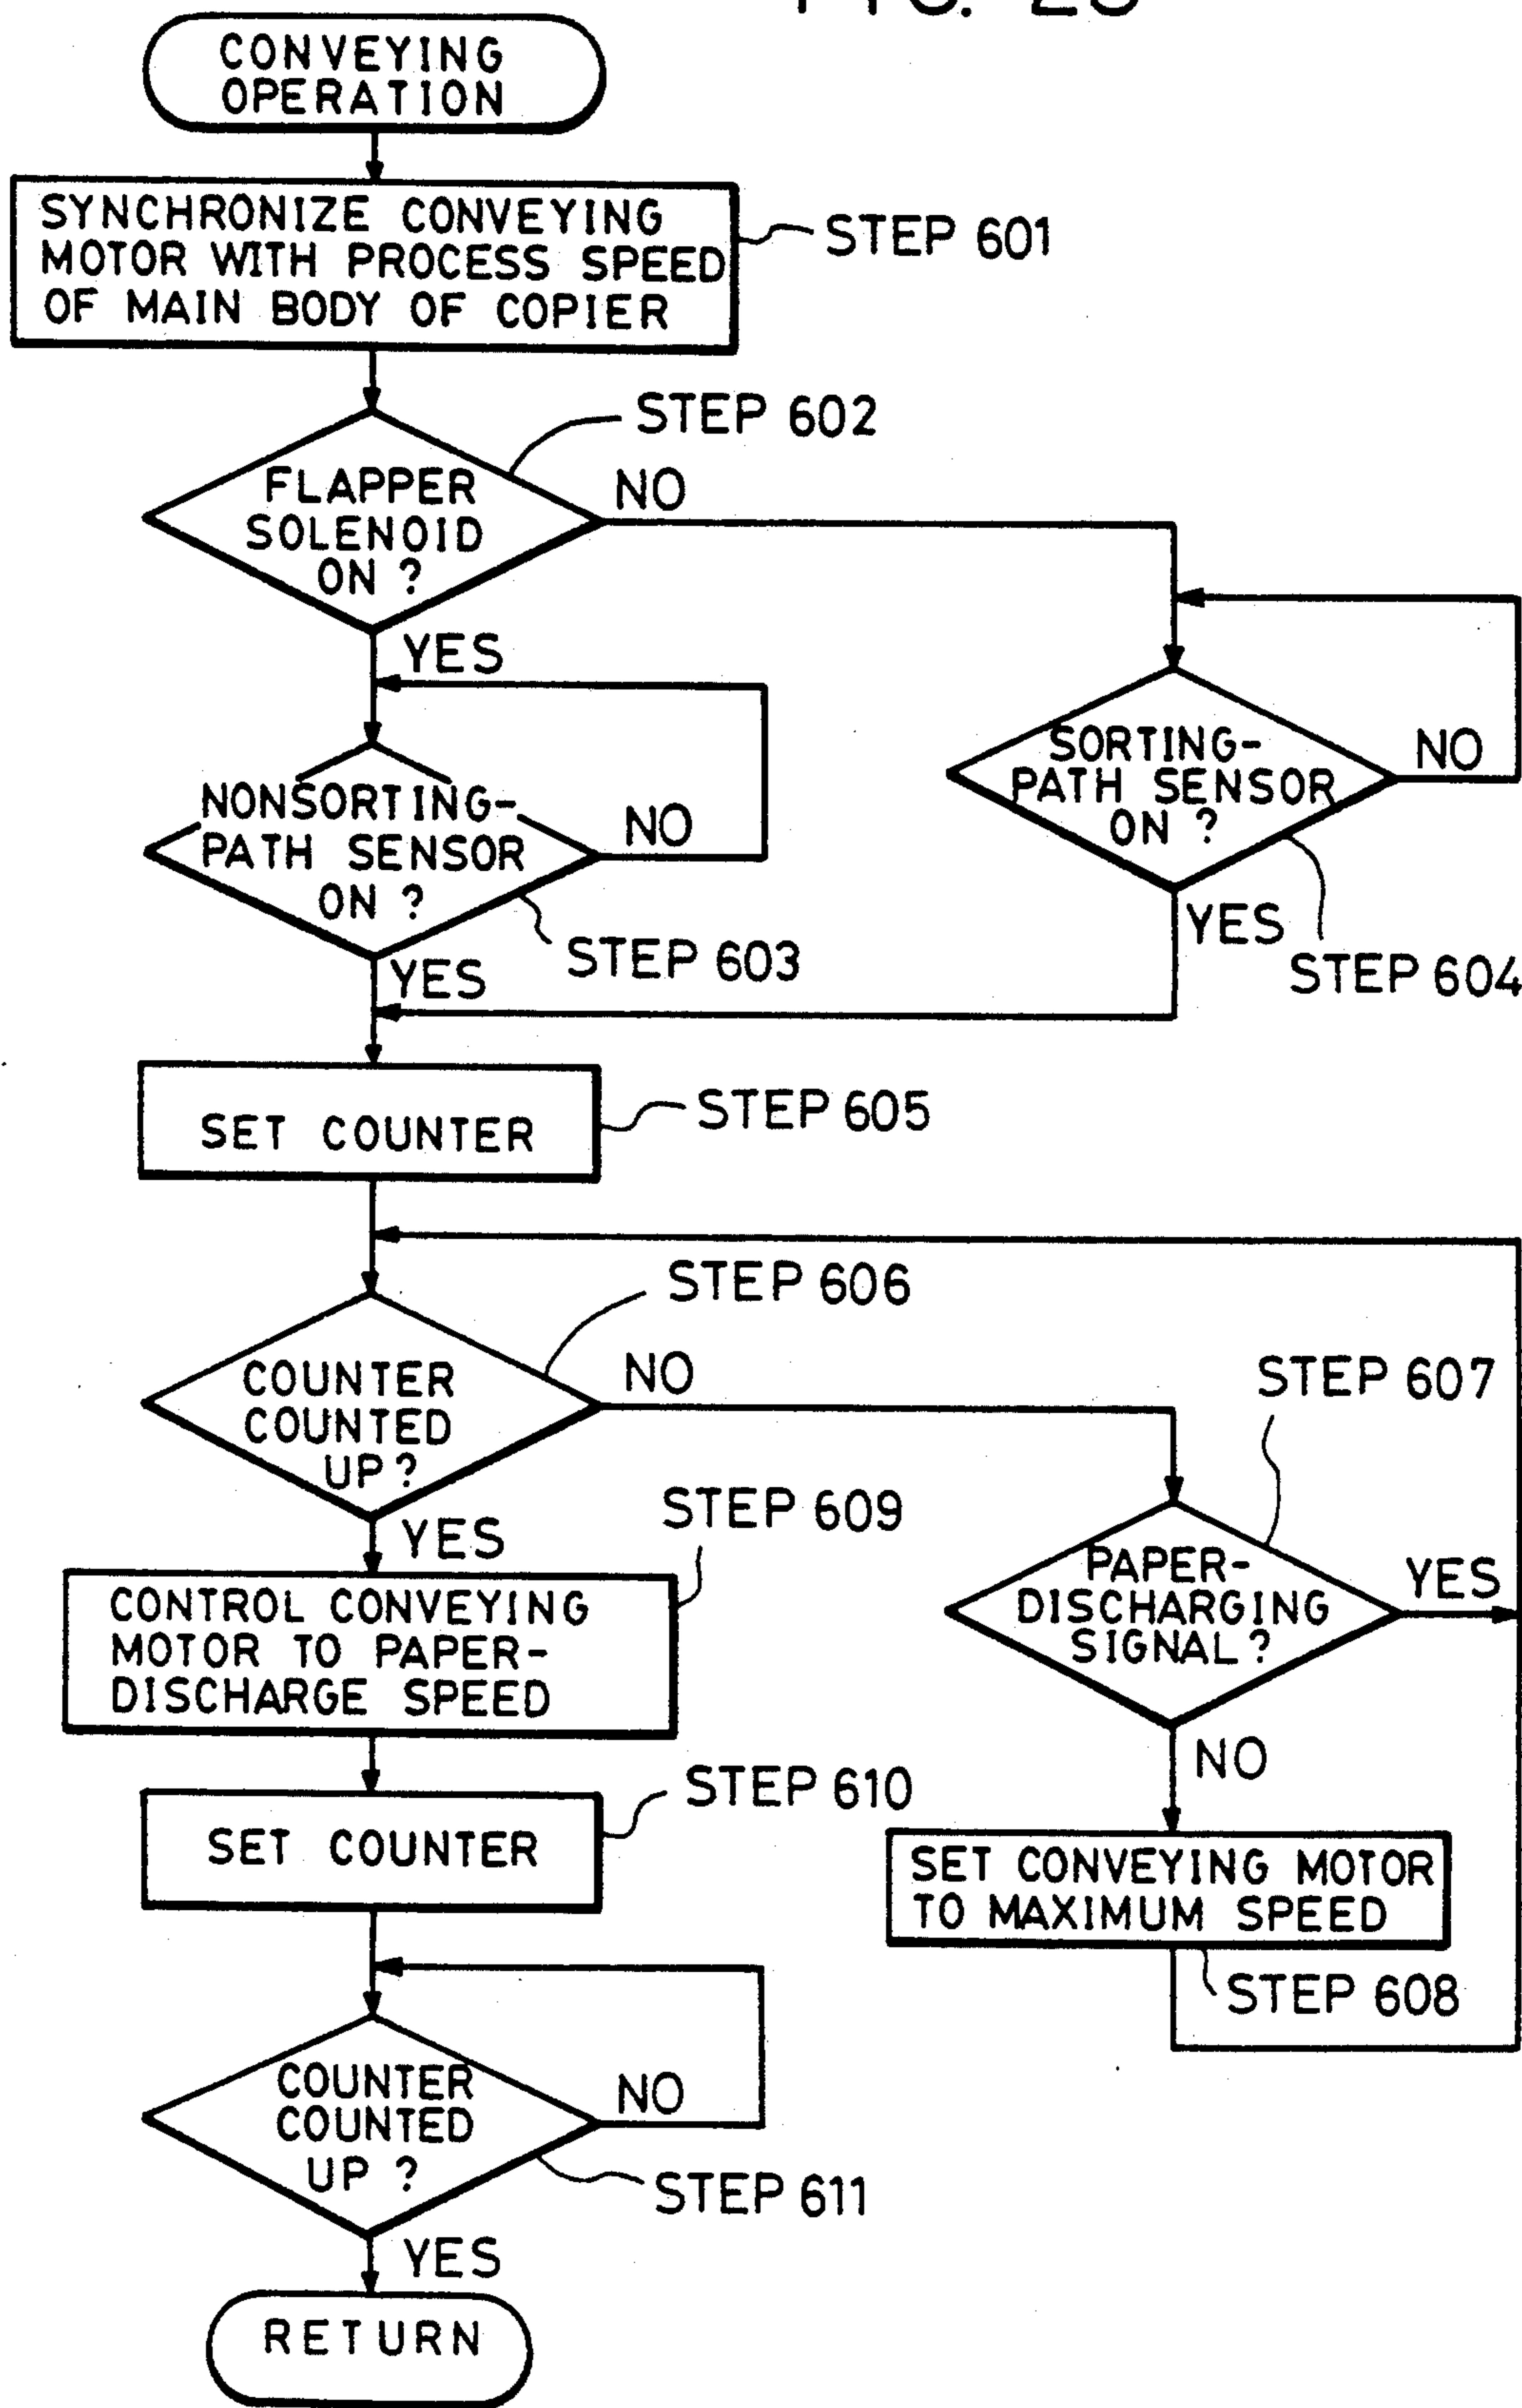 CONVEYING
OPERATION
SYNCHRONIZE CONVEYING
MOTOR WITH PROCESS SPEED
OF MAIN BODY OF COPIER
STEP 601
STEP 602
FLAPPER
SOLENOID
ON ?
NO
YES
NONSORTING-
PATH SENSOR
ON ?
NO
STEP 603
YES
SORTING-
PATH SENSOR
ON ?
NO
YES
STEP 604
SET COUNTER
STEP 605
STEP 606
COUNTER
COUNTED
UP ?
NO
YES
STEP 607
PAPER-
DISCHARGING
SIGNAL ?
YES
NO
SET CONVEYING MOTOR
TO MAXIMUM SPEED
STEP 608
STEP 609
CONTROL CONVEYING
MOTOR TO PAPER-
DISCHARGE SPEED
STEP 610
SET COUNTER
COUNTER
COUNTED
UP ?
NO
STEP 611
YES
RETURN